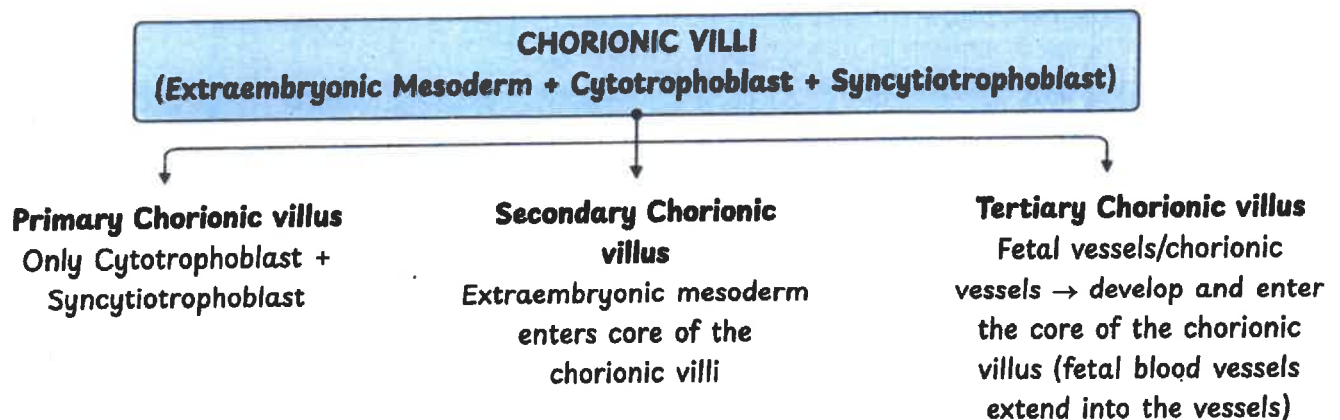 CHORIONIC VILLI
(Extraembryonic Mesoderm + Cytotrophoblast + Syncytiotrophoblast)
Primary Chorionic villus
Only Cytotrophoblast +
Syncytiotrophoblast
Secondary Chorionic
villus
Extraembryonic mesoderm
enters core of the
chorionic villi
Tertiary Chorionic villus
Fetal vessels/chorionic
vessels → develop and enter
the core of the chorionic
villus (fetal blood vessels
extend into the vessels)